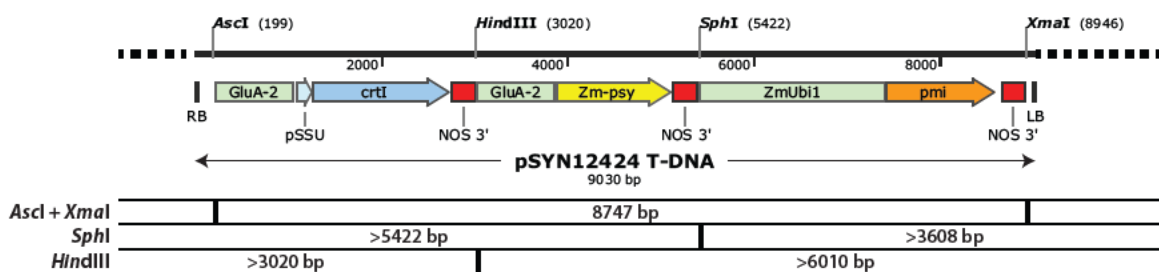 AscI (199) HindIII (3020) SphI (5422) XmaI (8946)
2000 4000 6000 8000
GluA-2 crtI GluA-2 Zm-psy ZmUbi1 pmi
RB LB
pSSU NOS 3' NOS 3' NOS 3'
pSYN12424 T-DNA
9030 bp
AscI + XmaI 8747 bp
SphI >5422 bp >3608 bp
HindIII >3020 bp >6010 bp